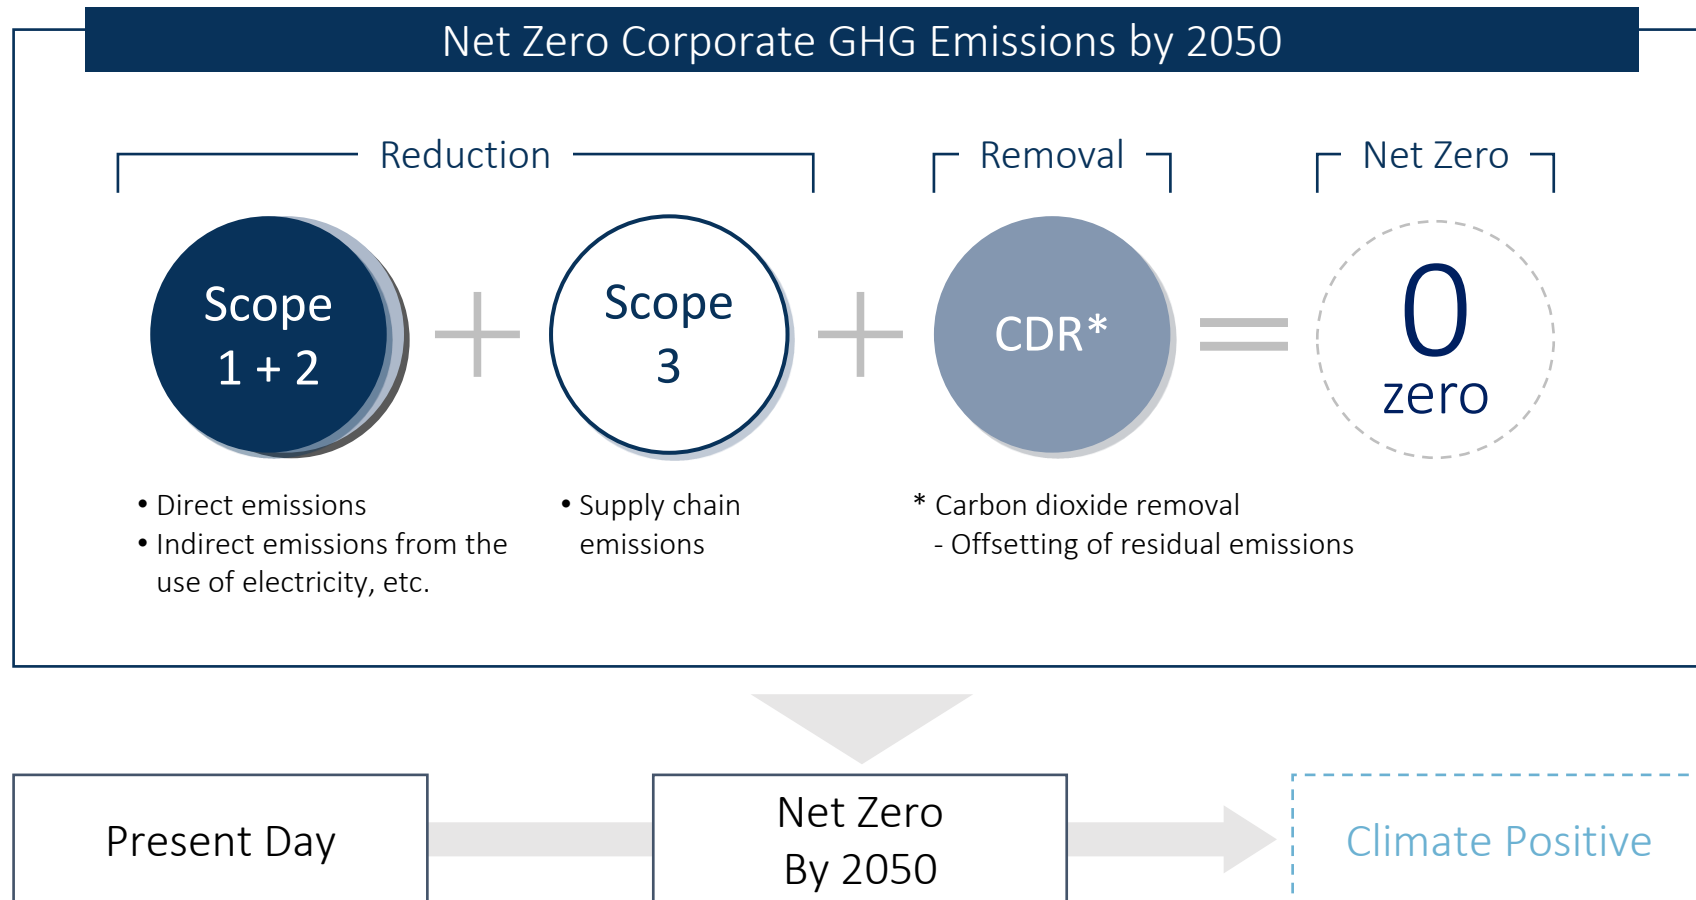 Net Zero Corporate GHG Emissions by 2050
Reduction
Removal
Net Zero
Scope
1 + 2
Scope
3
CDR*
0
zero
• Direct emissions
• Indirect emissions from the
use of electricity, etc.
• Supply chain
emissions
* Carbon dioxide removal
- Offsetting of residual emissions
Present Day
Net Zero
By 2050
Climate Positive